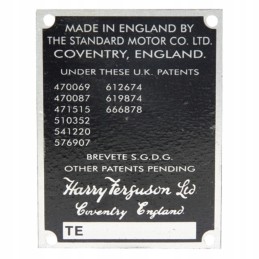 MADE IN ENGLAND BY
THE STANDARD MOTOR CO. LTD.
COVENTRY, ENGLAND.
UNDER THESE U.K. PATENTS
470069 612674
470087 619874
471515 666878
510352
541220
576907
BREVETE S.G.D.G.
OTHER PATENTS PENDING
Harry Ferguson Ltd
Coventry England.
TE